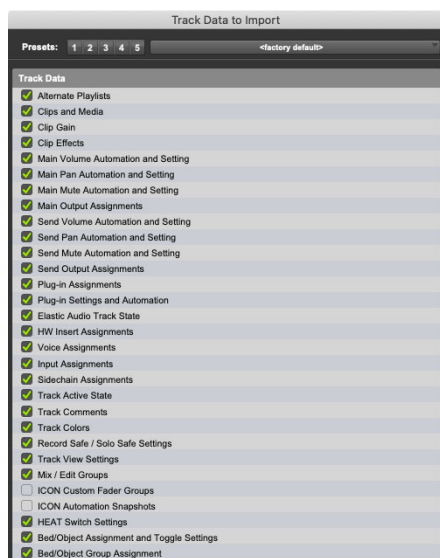 Track Data to Import
Presets: 1 2 3 4 5 <factory default>
Track Data
Alternate Playlists
Clips and Media
Clip Gain
Clip Effects
Main Volume Automation and Setting
Main Pan Automation and Setting
Main Mute Automation and Setting
Main Output Assignments
Send Volume Automation and Setting
Send Pan Automation and Setting
Send Mute Automation and Setting
Send Output Assignments
Plug-in Assignments
Plug-in Settings and Automation
Elastic Audio Track State
HW Insert Assignments
Voice Assignments
Input Assignments
Sidechain Assignments
Track Active State
Track Comments
Track Colors
Record Safe / Solo Safe Settings
Track View Settings
Mix / Edit Groups
ICON Custom Fader Groups
ICON Automation Snapshots
HEAT Switch Settings
Bed/Object Assignment and Toggle Settings
Bed/Object Group Assignment